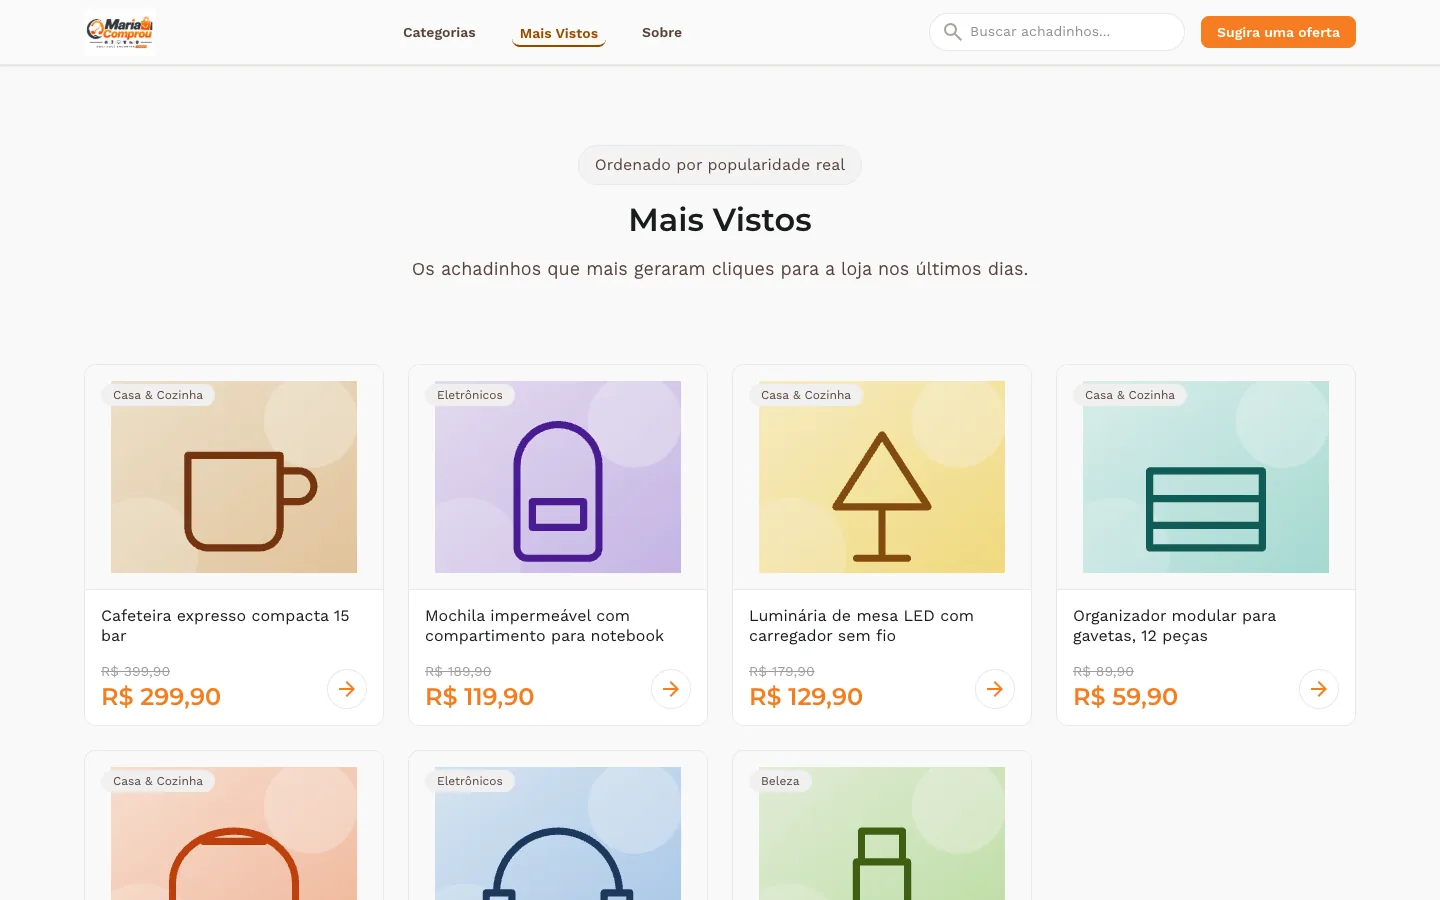 Maria
Comprou
Categorias
Mais Vistos
Sobre
Buscar achadinhos...
Sugira uma oferta
Ordenado por popularidade real
Mais Vistos
Os achadinhos que mais geraram cliques para a loja nos últimos dias.
Casa & Cozinha
Cafeteira expresso compacta 15
bar
R$ 399,90
R$ 299,90
Eletrônicos
Mochila impermeável com
compartimento para notebook
R$ 189,90
R$ 119,90
Casa & Cozinha
Luminária de mesa LED com
carregador sem fio
R$ 179,90
R$ 129,90
Casa & Cozinha
Organizador modular para
gavetas, 12 peças
R$ 89,90
R$ 59,90
Casa & Cozinha
Eletrônicos
Beleza